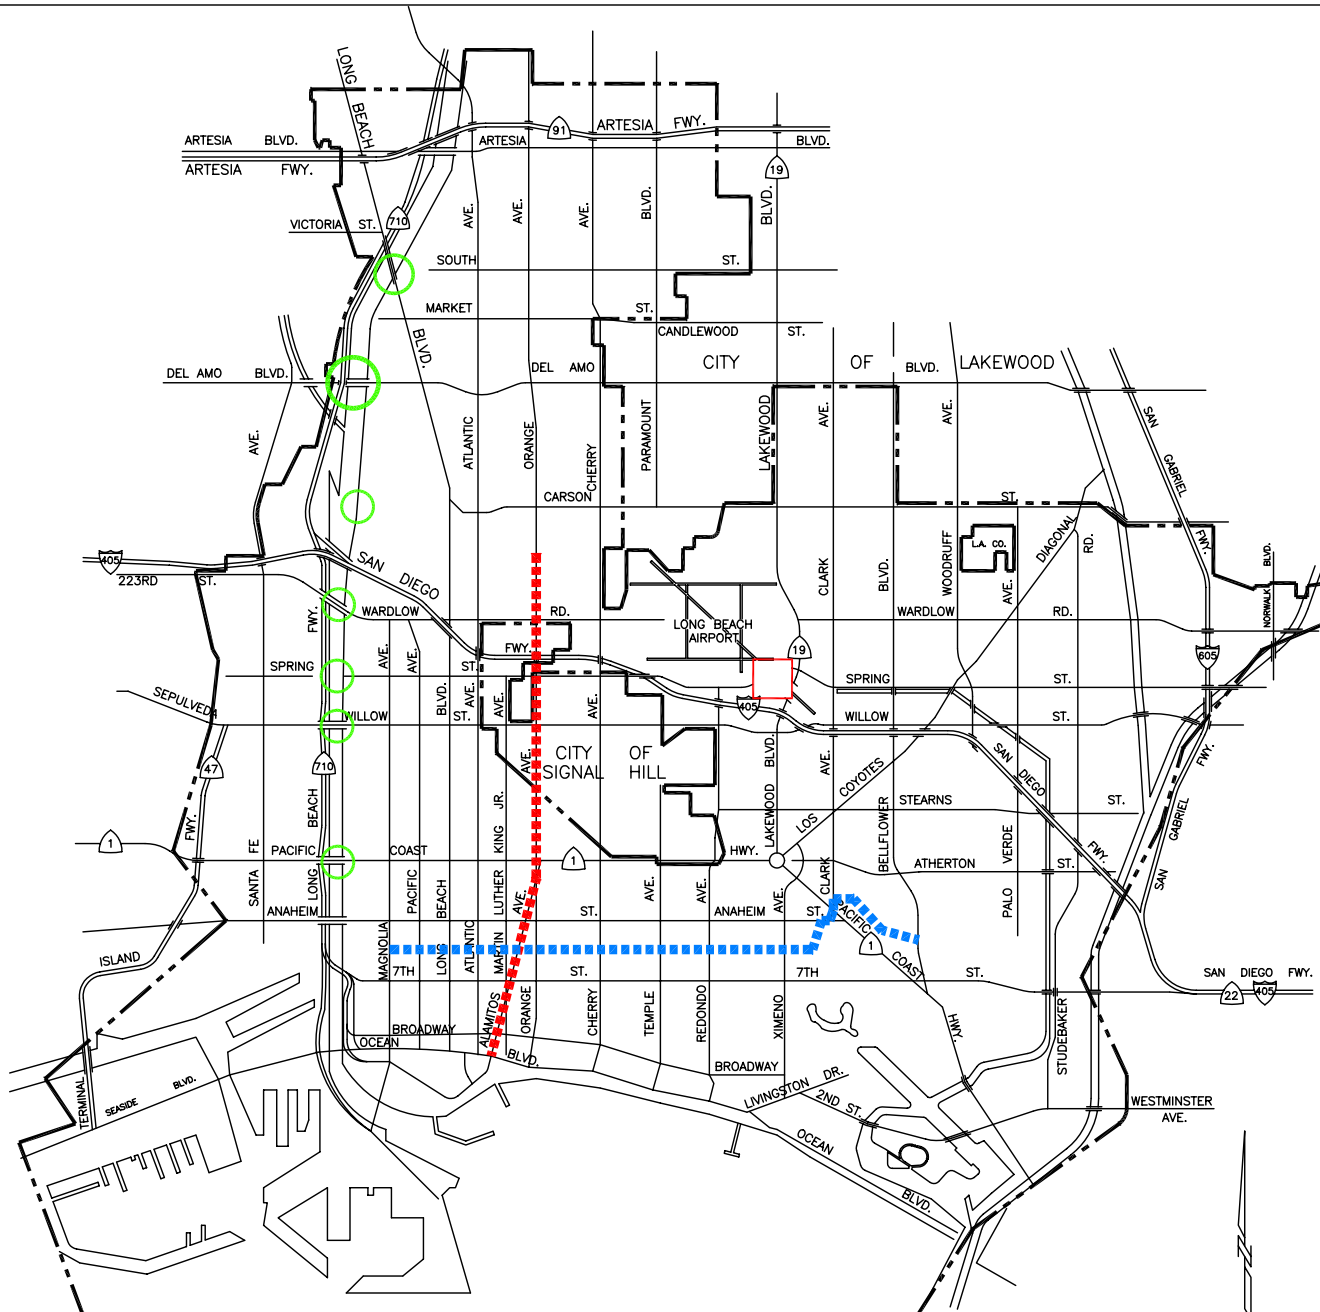 LONG
BEACH
91
ARTESIA FWY.
ARTESIA BLVD.
ARTESIA
BLVD.
ARTESIA FWY.
19
710
VICTORIA ST.
AVE.
AVE.
AVE.
BLVD.
BLVD.
SOUTH
ST.
MARKET
ST.
CANDLEWOOD
ST.
BLVD.
CITY OF LAKEWOOD
DEL AMO BLVD.
DEL AMO
BLVD.
AVE.
ATLANTIC
ORANGE
CHERRY
PARAMOUNT
LAKEWOOD
AVE.
AVE.
SAN
GABRIEL
FWY.
CARSON
ST.
405
223RD ST.
SAN
DIEGO
FWY.
CLARK
BLVD.
WOODRUFF
L.A. CO.
AVE.
DIAGONAL
RD.
NORWALK BLVD.
FWY.
WARDLOW
RD.
LONG BEACH
AIRPORT
WARDLOW
RD.
19
605
SPRING
ST.
AVE.
AVE.
BLVD.
AVE.
AVE.
AVE.
SPRING
ST.
SEPULVEDA
WILLOW
ST.
405
WILLOW
ST.
47
710
CITY OF
SIGNAL HILL
AVE.
BLVD.
AVE.
LOS
COYOTES
SAN
DIEGO
FWY.
FWY.
STEARNS
ST.
SAN
GABRIEL
FWY.
1
PACIFIC
COAST
1
HWY.
ATHERTON
ST.
SANTA FE
LONG
BEACH
PACIFIC
LONG
BEACH
ATLANTIC
MARTIN LUTHER KING JR.
AVE.
AVE.
AVE.
AVE.
LAKEWOOD
CLARK
BELLFLOWER
PALO VERDE
ANAHEIM
ST.
ANAHEIM
ST.
PACIFIC
1
COAST
HWY.
ISLAND
MAGNOLIA
7TH
ST.
7TH
ST.
SAN DIEGO FWY.
22
405
BROADWAY
OCEAN
BLVD.
ALAMITOS
ORANGE
CHERRY
TEMPLE
REDONDO
XIMENO
STUDEBAKER
BROADWAY
LIVINGSTON DR.
2ND ST.
TERMINAL
SEASIDE
BLVD.
WESTMINSTER
AVE.
OCEAN
BLVD.
N